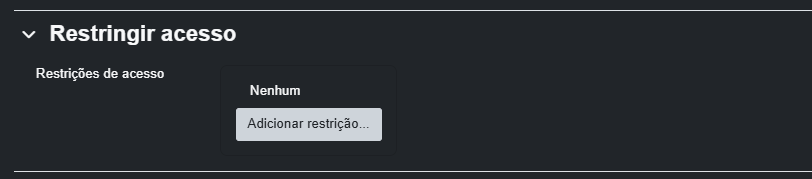 Restringir acesso
Restrições de acesso
Nenhum
Adicionar restrição...